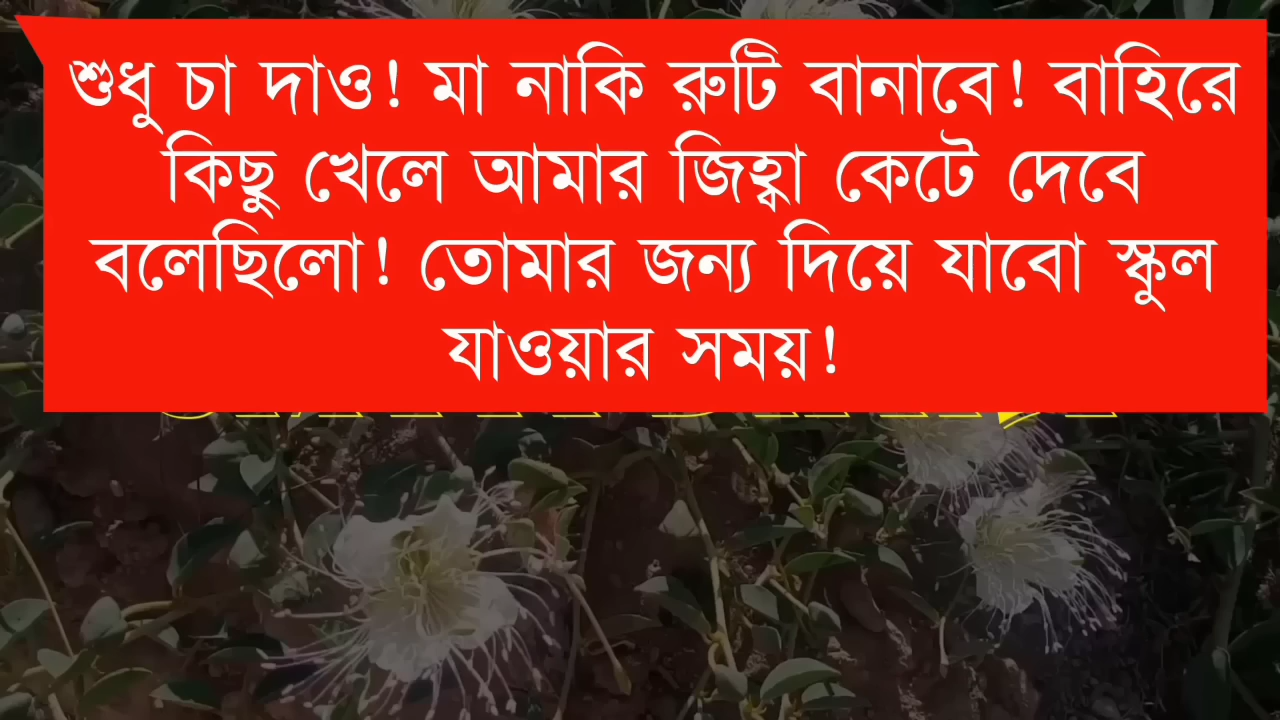 শুধু চা দাও! মা নাকি রুটি বানাবে! বাহিরে
কিছু খেলে আমার জিহ্বা কেটে দেবে
বলেছিলো! তোমার জন্য দিয়ে যাবো স্কুল
যাওয়ার সময়!